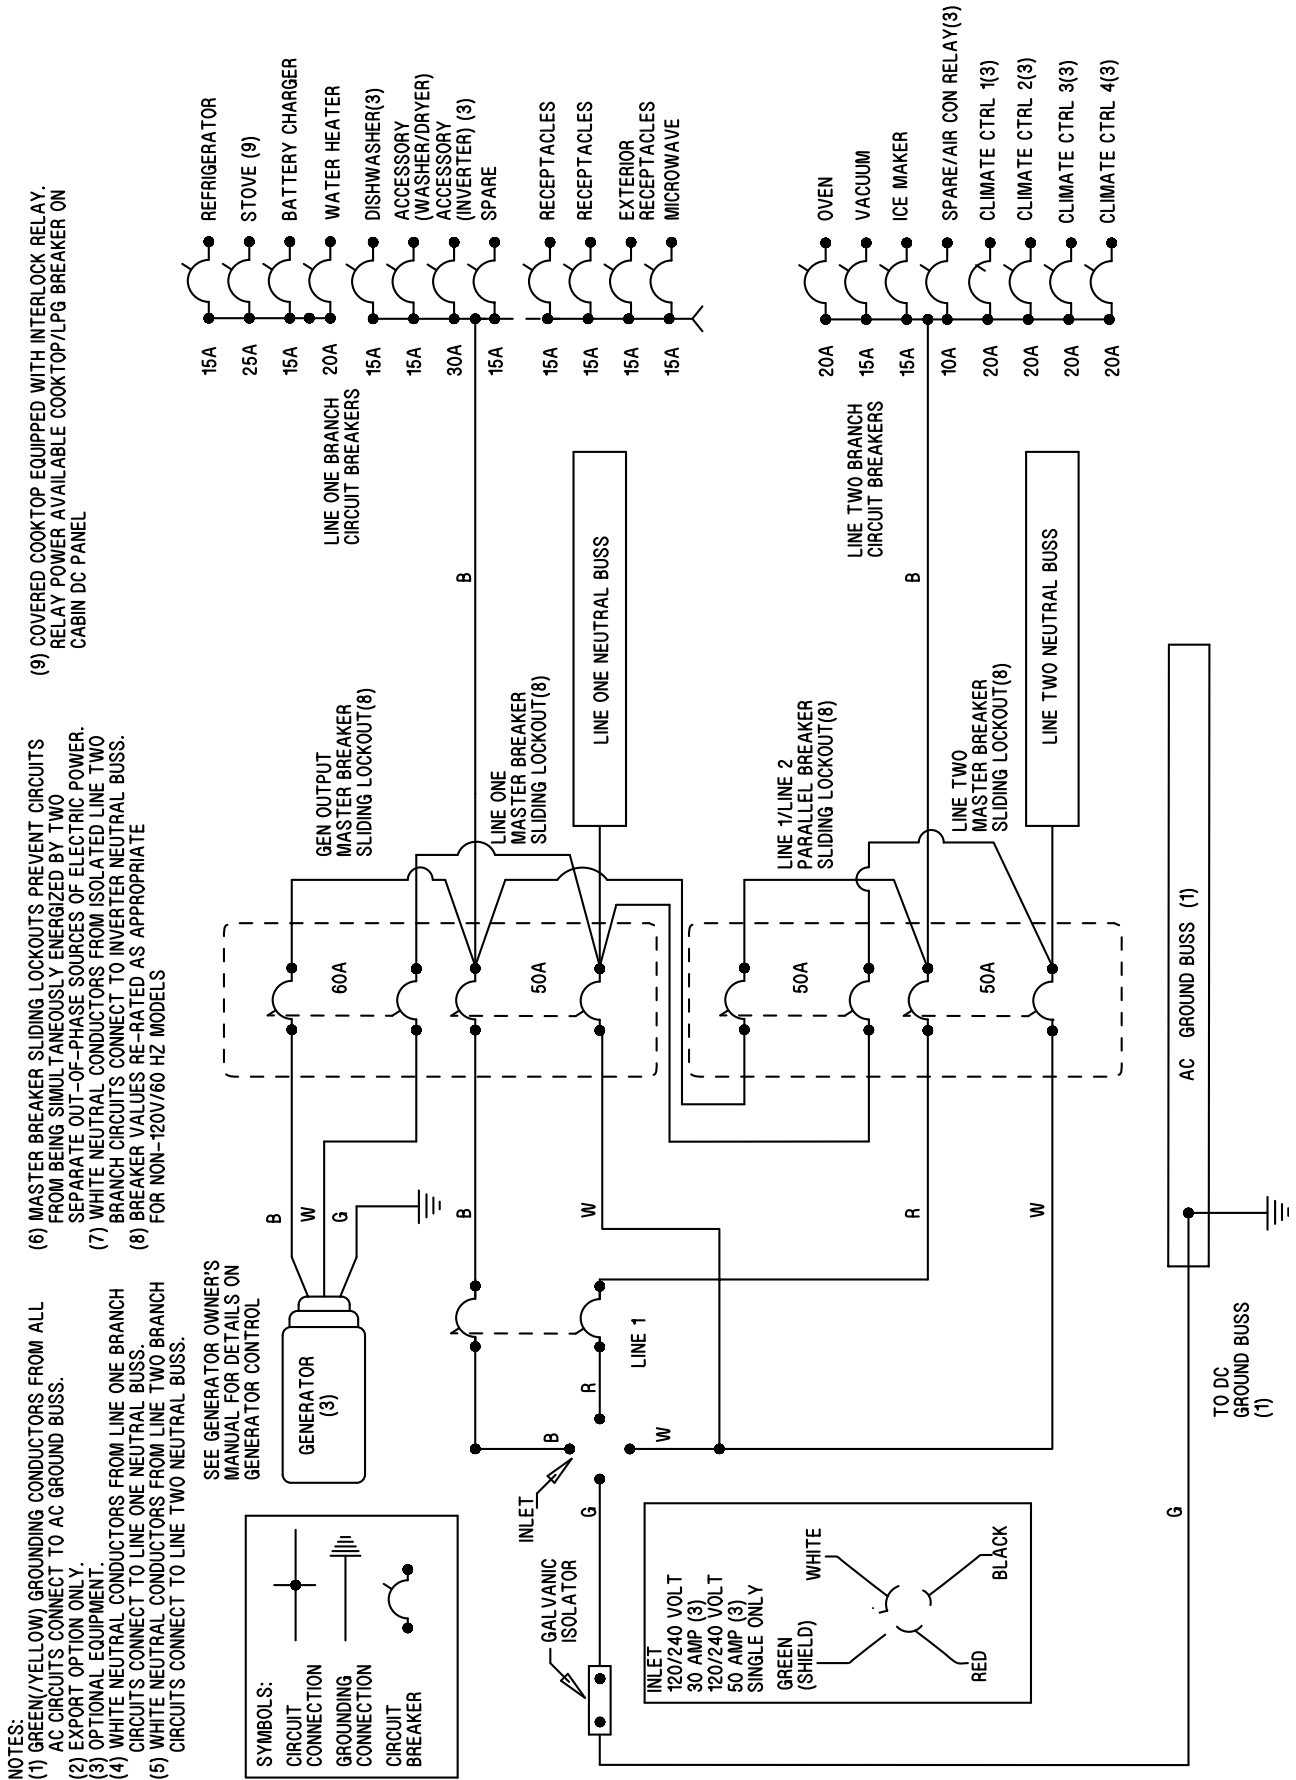 NOTES:
(1) GREEN(/YELLOW) GROUNDING CONDUCTORS FROM ALL
AC CIRCUITS CONNECT TO AC GROUND BUSS.
(2) EXPORT OPTION ONLY.
(3) OPTIONAL EQUIPMENT.
(4) WHITE NEUTRAL CONDUCTORS FROM LINE ONE BRANCH
CIRCUITS CONNECT TO LINE ONE NEUTRAL BUSS.
(5) WHITE NEUTRAL CONDUCTORS FROM LINE TWO BRANCH
CIRCUITS CONNECT TO LINE TWO NEUTRAL BUSS.
(6) MASTER BREAKER SLIDING LOCKOUTS PREVENT CIRCUITS
FROM BEING SIMULTANEOUSLY ENERGIZED BY TWO
SEPARATE OUT-OF-PHASE SOURCES OF ELECTRIC POWER.
(7) WHITE NEUTRAL CONDUCTORS FROM ISOLATED LINE TWO
BRANCH CIRCUITS CONNECT TO INVERTER NEUTRAL BUSS.
(8) BREAKER VALUES RE-RATED AS APPROPRIATE
FOR NON-120V/60 HZ MODELS
(9) COVERED COOKTOP EQUIPPED WITH INTERLOCK RELAY.
RELAY POWER AVAILABLE COOKTOP/LPG BREAKER ON
CABIN DC PANEL
SYMBOLS:
CIRCUIT
CONNECTION
GROUNDING
CONNECTION
CIRCUIT
BREAKER
SEE GENERATOR OWNER'S
MANUAL FOR DETAILS ON
GENERATOR CONTROL
GENERATOR
(3)
B
W
G
60A
GEN OUTPUT
MASTER BREAKER
SLIDING LOCKOUT(8)
LINE ONE BRANCH
CIRCUIT BREAKERS
15A
REFRIGERATOR
25A
STOVE (9)
15A
BATTERY CHARGER
20A
WATER HEATER
15A
DISHWASHER(3)
15A
ACCESSORY
(WASHER/DRYER)
30A
ACCESSORY
(INVERTER) (3)
15A
SPARE
15A
RECEPTACLES
15A
RECEPTACLES
15A
EXTERIOR
RECEPTACLES
15A
MICROWAVE
B
B
50A
LINE ONE
MASTER BREAKER
SLIDING LOCKOUT(8)
W
LINE ONE NEUTRAL BUSS
INLET
B
R
W
G
LINE 1
GALVANIC
ISOLATOR
50A
LINE 1/LINE 2
PARALLEL BREAKER
SLIDING LOCKOUT(8)
LINE TWO BRANCH
CIRCUIT BREAKERS
20A
OVEN
15A
VACUUM
15A
ICE MAKER
10A
SPARE/AIR CON RELAY(3)
20A
CLIMATE CTRL 1(3)
20A
CLIMATE CTRL 2(3)
20A
CLIMATE CTRL 3(3)
20A
CLIMATE CTRL 4(3)
R
B
50A
LINE TWO
MASTER BREAKER
SLIDING LOCKOUT(8)
W
LINE TWO NEUTRAL BUSS
INLET
120/240 VOLT
30 AMP (3)
120/240 VOLT
50 AMP (3)
SINGLE ONLY
GREEN
(SHIELD)
WHITE
RED
BLACK
G
AC GROUND BUSS (1)
TO DC
GROUND BUSS
(1)